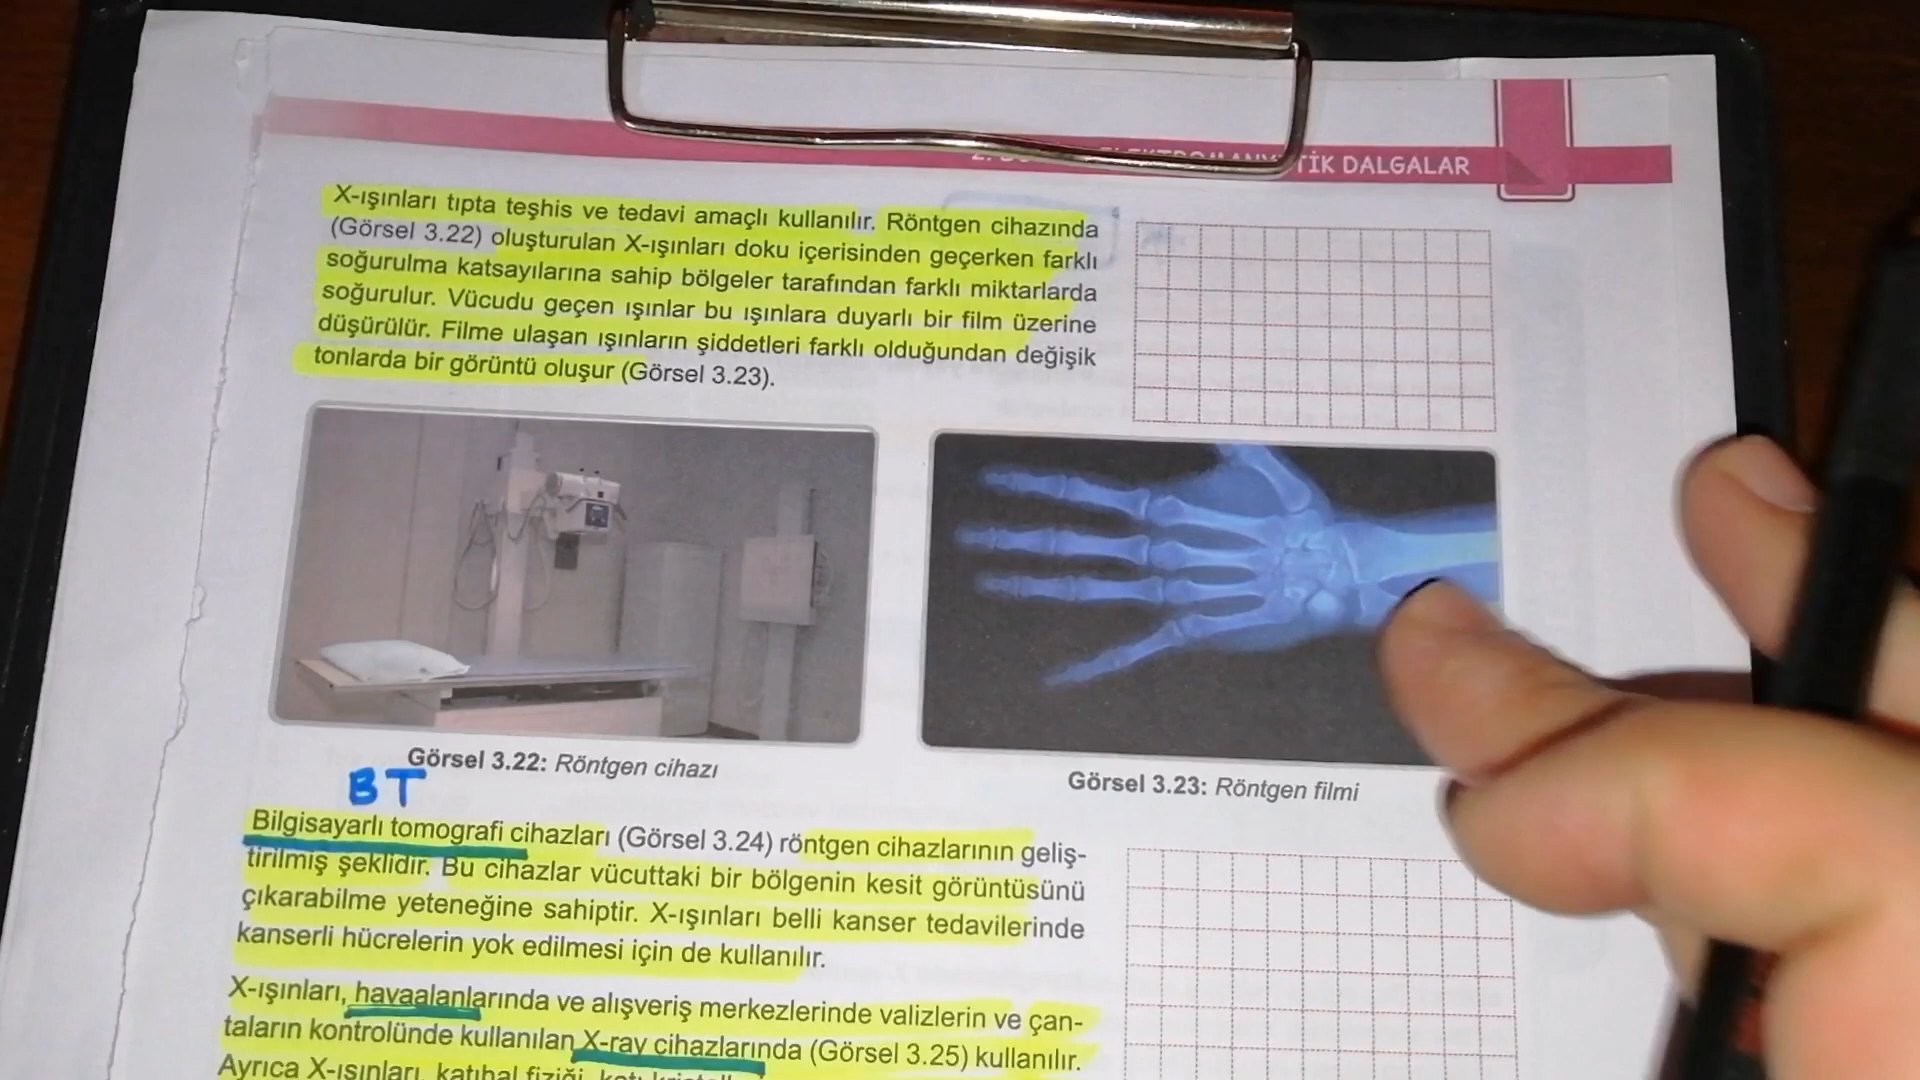 TİK DALGALAR
X-ışınları tıpta teşhis ve tedavi amaçlı kullanılır. Röntgen cihazında
(Görsel 3.22) oluşturulan X-ışınları doku içerisinden geçerken farklı
soğurulma katsayılarına sahip bölgeler tarafından farklı miktarlarda
soğurulur. Vücudu geçen ışınlar bu ışınlara duyarlı bir film üzerine
düşürülür. Filme ulaşan ışınların şiddetleri farklı olduğundan değişik
tonlarda bir görüntü oluşur (Görsel 3.23).
Görsel 3.22: Röntgen cihazı
Görsel 3.23: Röntgen filmi
BT
Bilgisayarlı tomografi cihazları (Görsel 3.24) röntgen cihazlarının geliş-
tirilmiş şeklidir. Bu cihazlar vücuttaki bir bölgenin kesit görüntüsünü
çıkarabilme yeteneğine sahiptir. X-ışınları belli kanser tedavilerinde
kanserli hücrelerin yok edilmesi için de kullanılır.
X-ışınları, havaalanlarında ve alışveriş merkezlerinde valizlerin ve çan-
taların kontrolünde kullanılan X-ray cihazlarında (Görsel 3.25) kullanılır.
Ayrıca X-ışınları, katıhal fiziği,